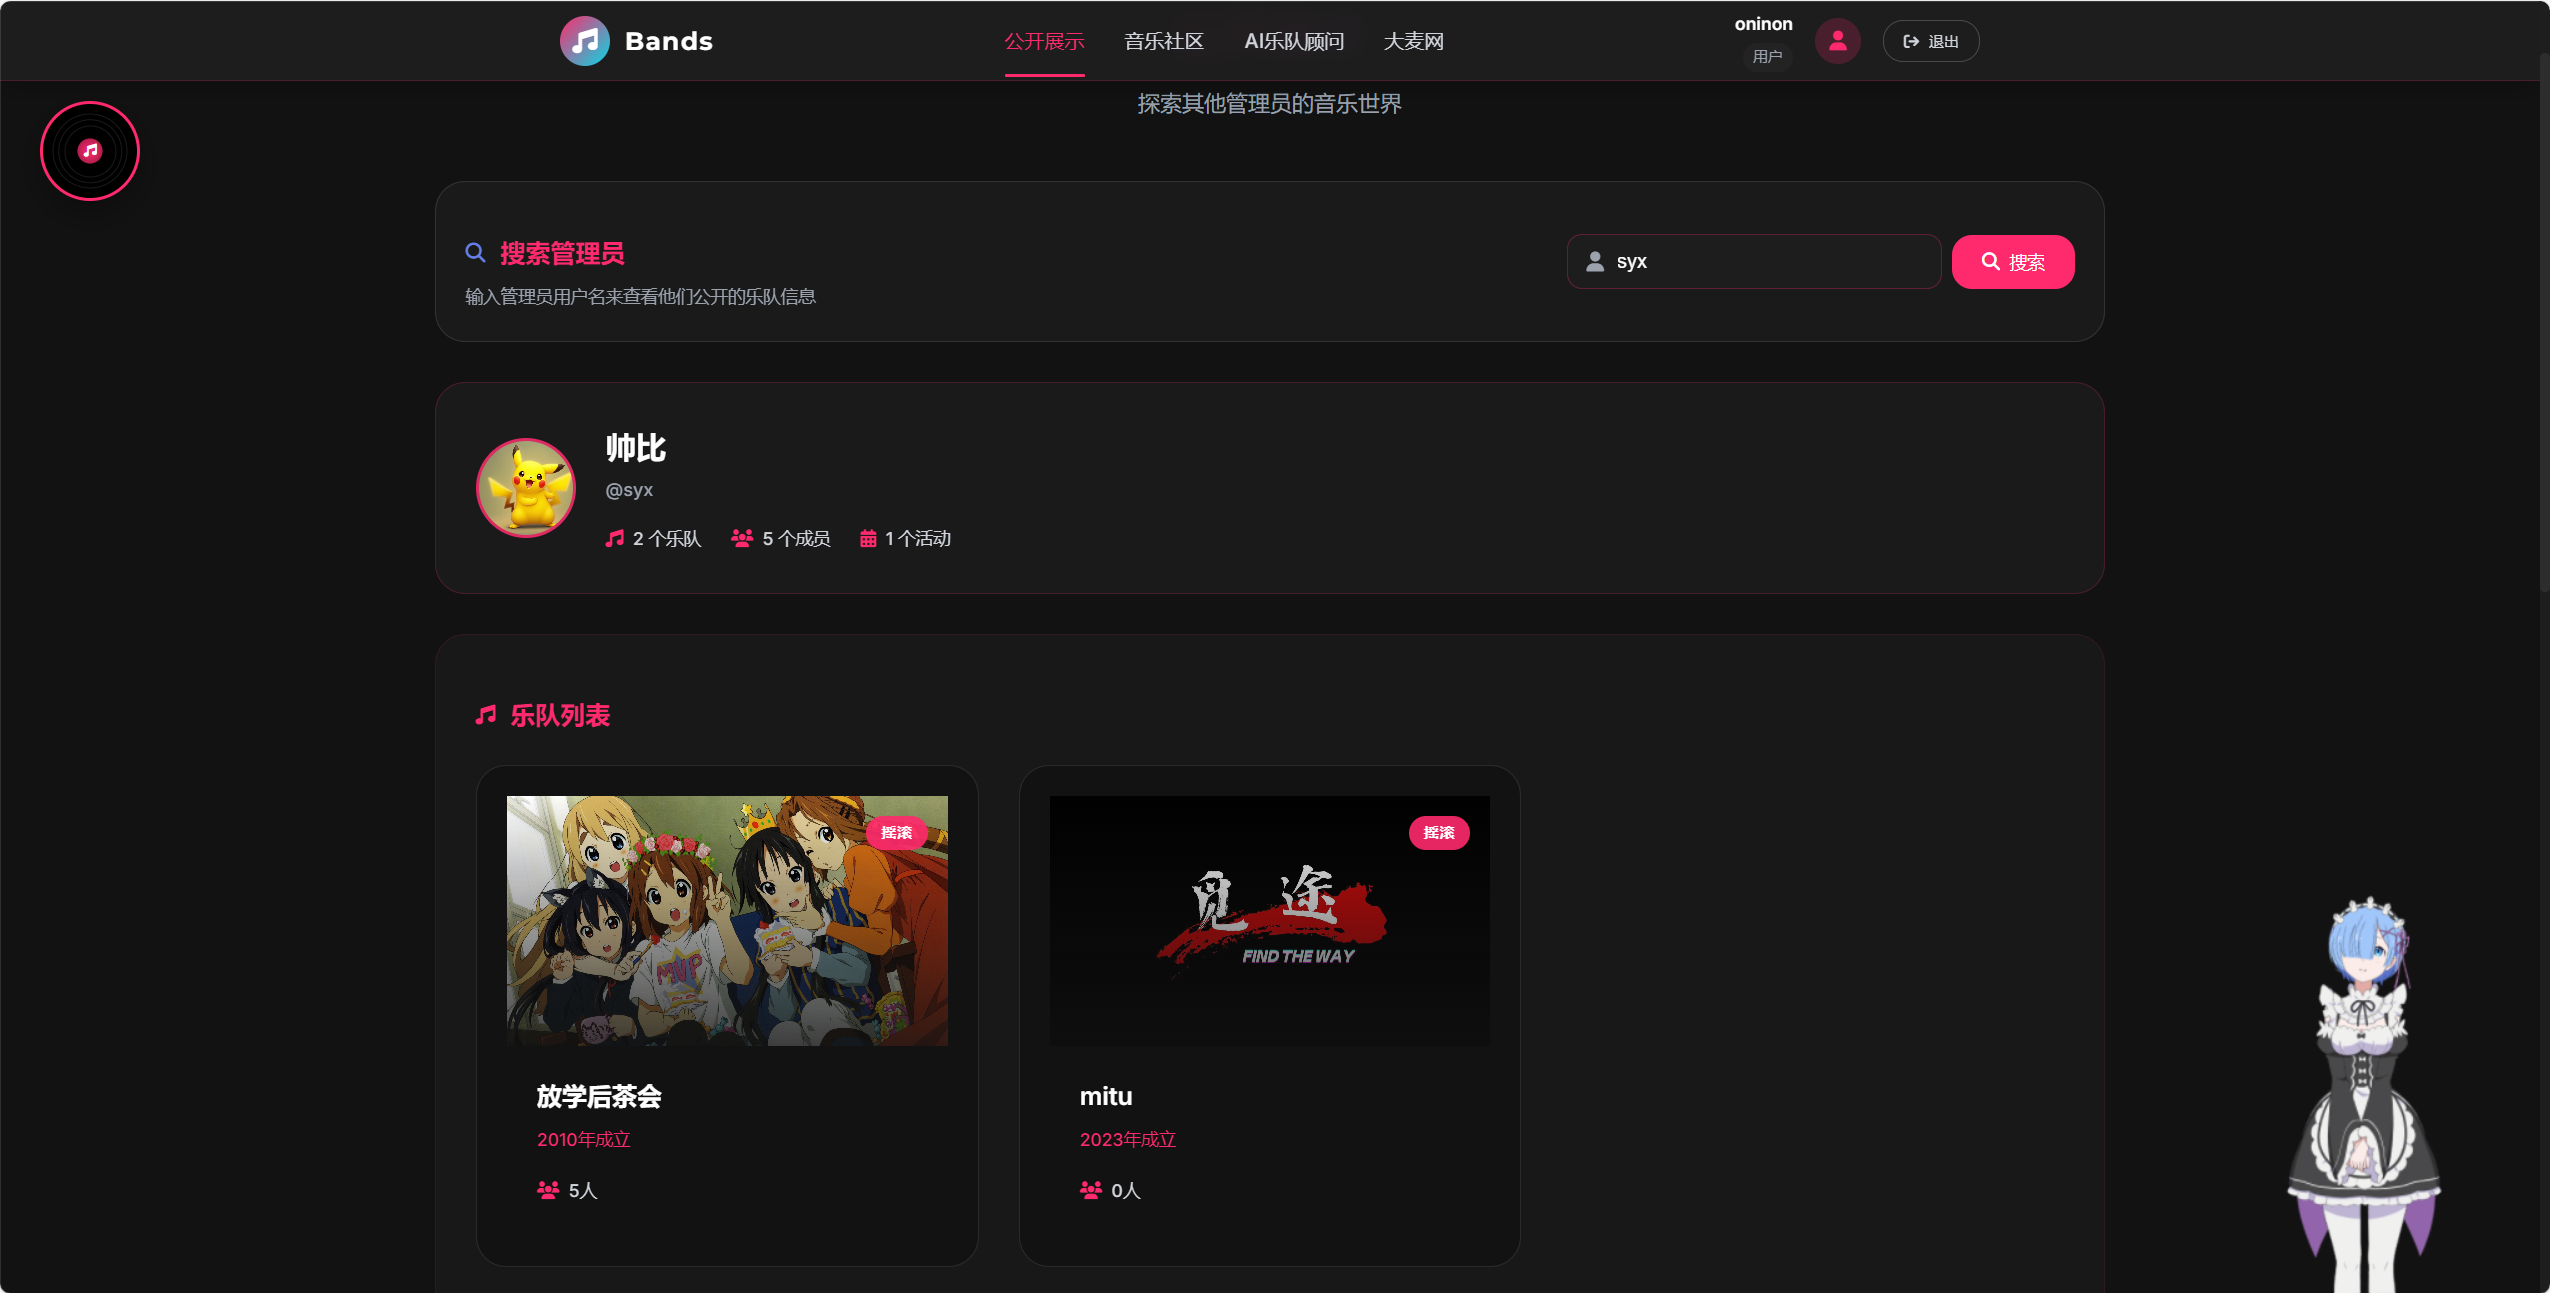 Bands
公开展示
音乐社区
AI乐队顾问
大麦网
oninon
用户
退出
探索其他管理员的音乐世界
搜索管理员
输入管理员用户名来查看他们公开的乐队信息
syx
搜索
帅比
@syx
2 个乐队
5 个成员
1 个活动
乐队列表
摇滚
MVP
放学后茶会
2010年成立
5人
摇滚
觅途
FIND THE WAY
mitu
2023年成立
0人